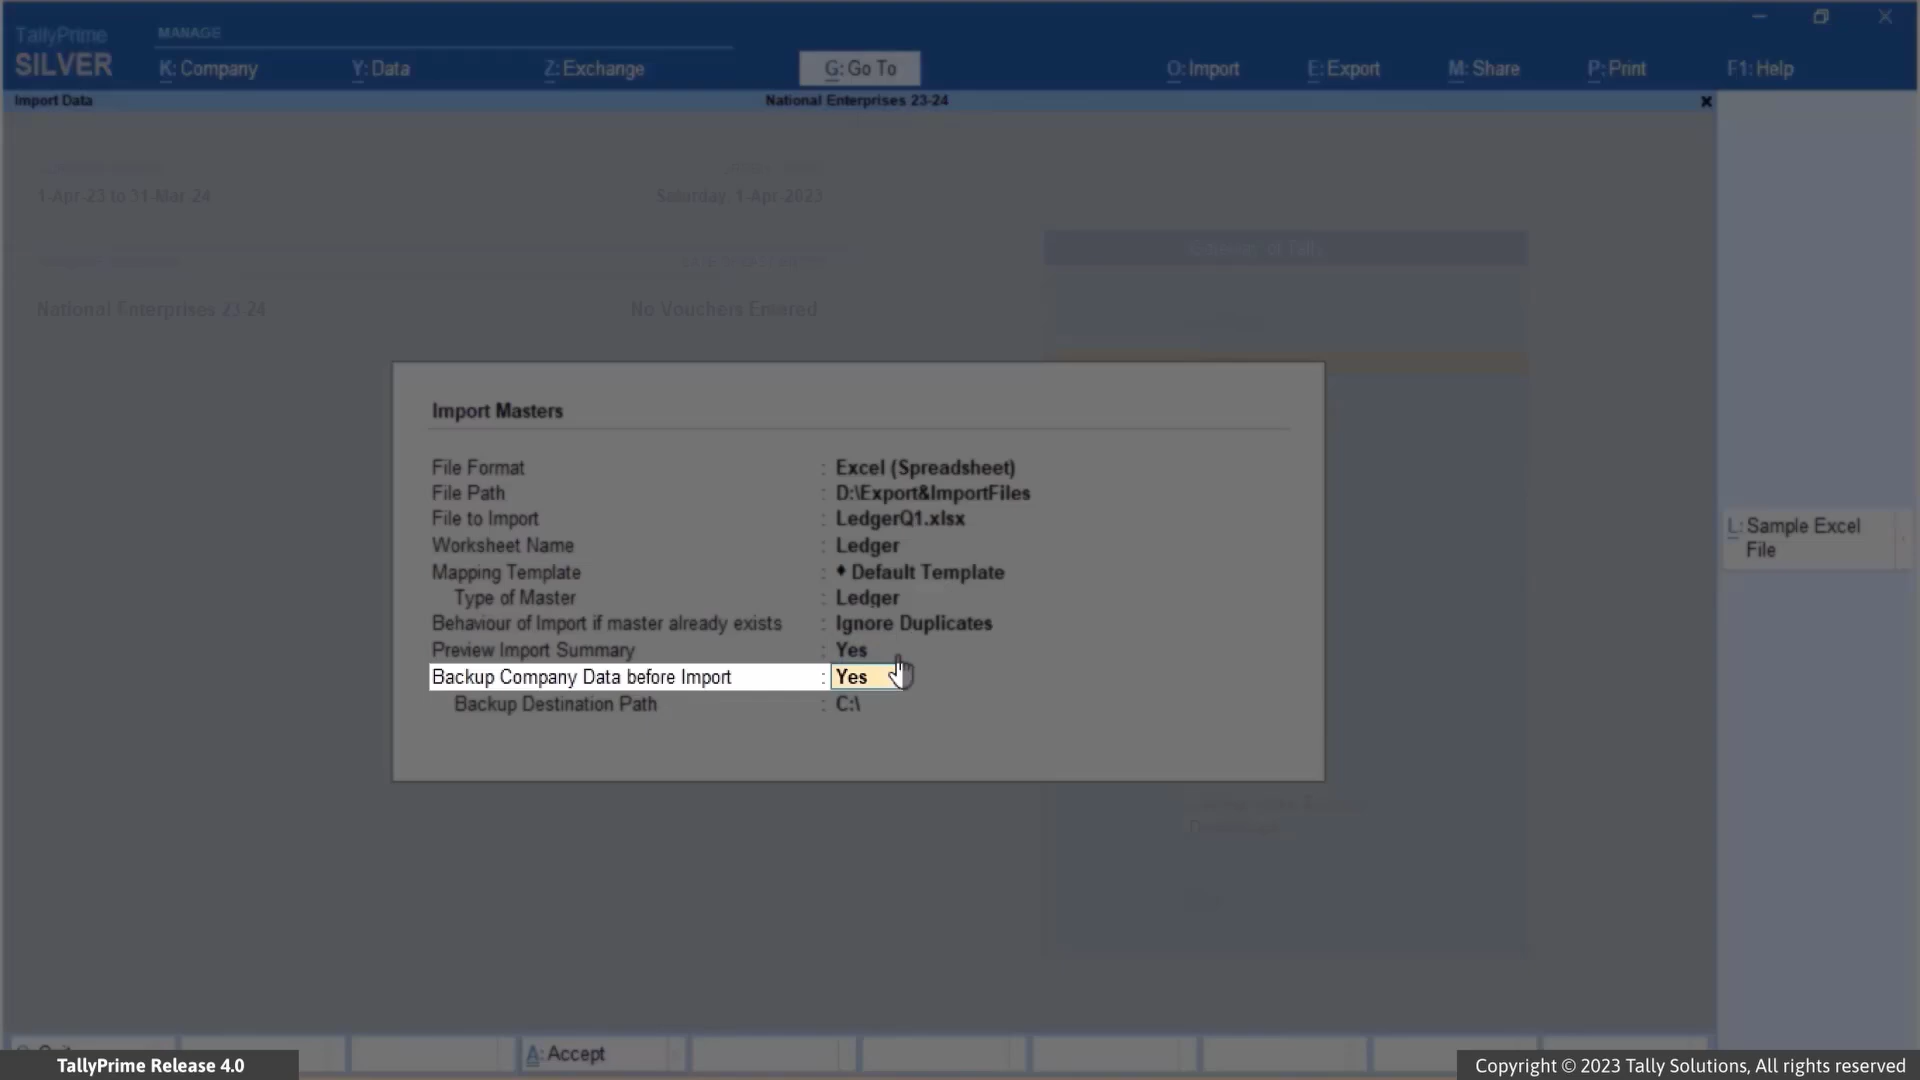 TallyPrime
SILVER
MANAGE
K: Company
Y: Data
Z: Exchange
G: Go To
O: Import
E: Export
M: Share
P: Print
F1: Help
Import Data
National Enterprises 23-24
1-Apr-23 to 31-Mar-24
Saturday, 1-Apr-2023
National Enterprises 23-24
No Vouchers Entered
Import Masters
File Format : Excel (Spreadsheet)
File Path : D:\Export&ImportFiles
File to Import : LedgerQ1.xlsx
Worksheet Name : Ledger
Mapping Template : ♦ Default Template
Type of Master : Ledger
Behaviour of Import if master already exists : Ignore Duplicates
Preview Import Summary : Yes
Backup Company Data before Import : Yes
Backup Destination Path : C:\
L: Sample Excel
File
A: Accept
TallyPrime Release 4.0
Copyright © 2023 Tally Solutions, All rights reserved